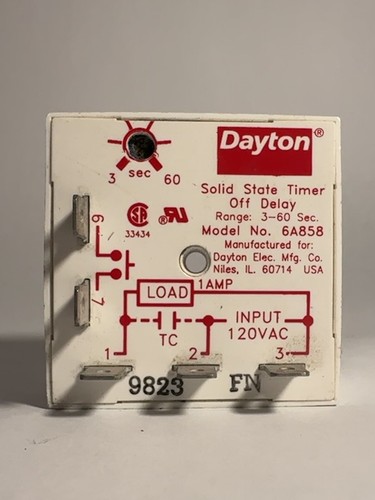 Dayton®
3 sec 60
Solid State Timer
Off Delay
Range: 3-60 Sec.
Model No. 6A858
Manufactured for:
Dayton Elec. Mfg. Co.
Niles, IL. 60714 USA
SA ®
33434
6
7
LOAD 1AMP
INPUT
120VAC
TC
1 2 3
9823 FN